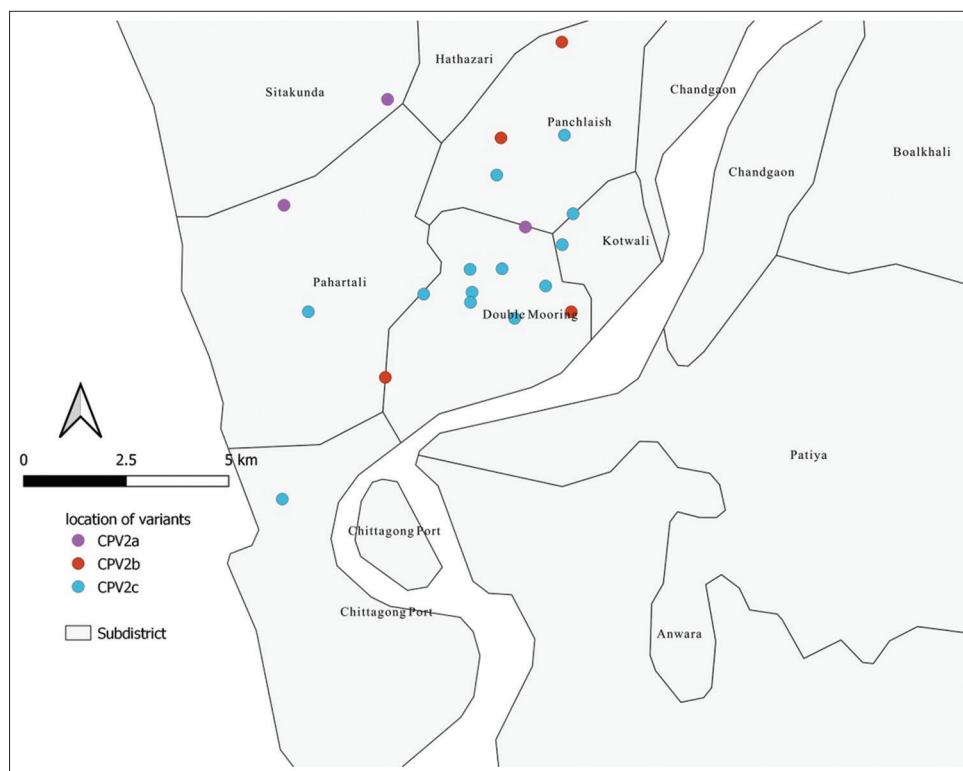 Hathazari
Sitakunda
Chandgaon
Panchlaish
Boalkhali
Chandgaon
Kotwali
Pahartali
Double Mooring
Patiya
0 2.5 5 km
location of variants
CPV2a
CPV2b
CPV2c
Subdistrict
Chittagong Port
Chittagong Port
Anwara